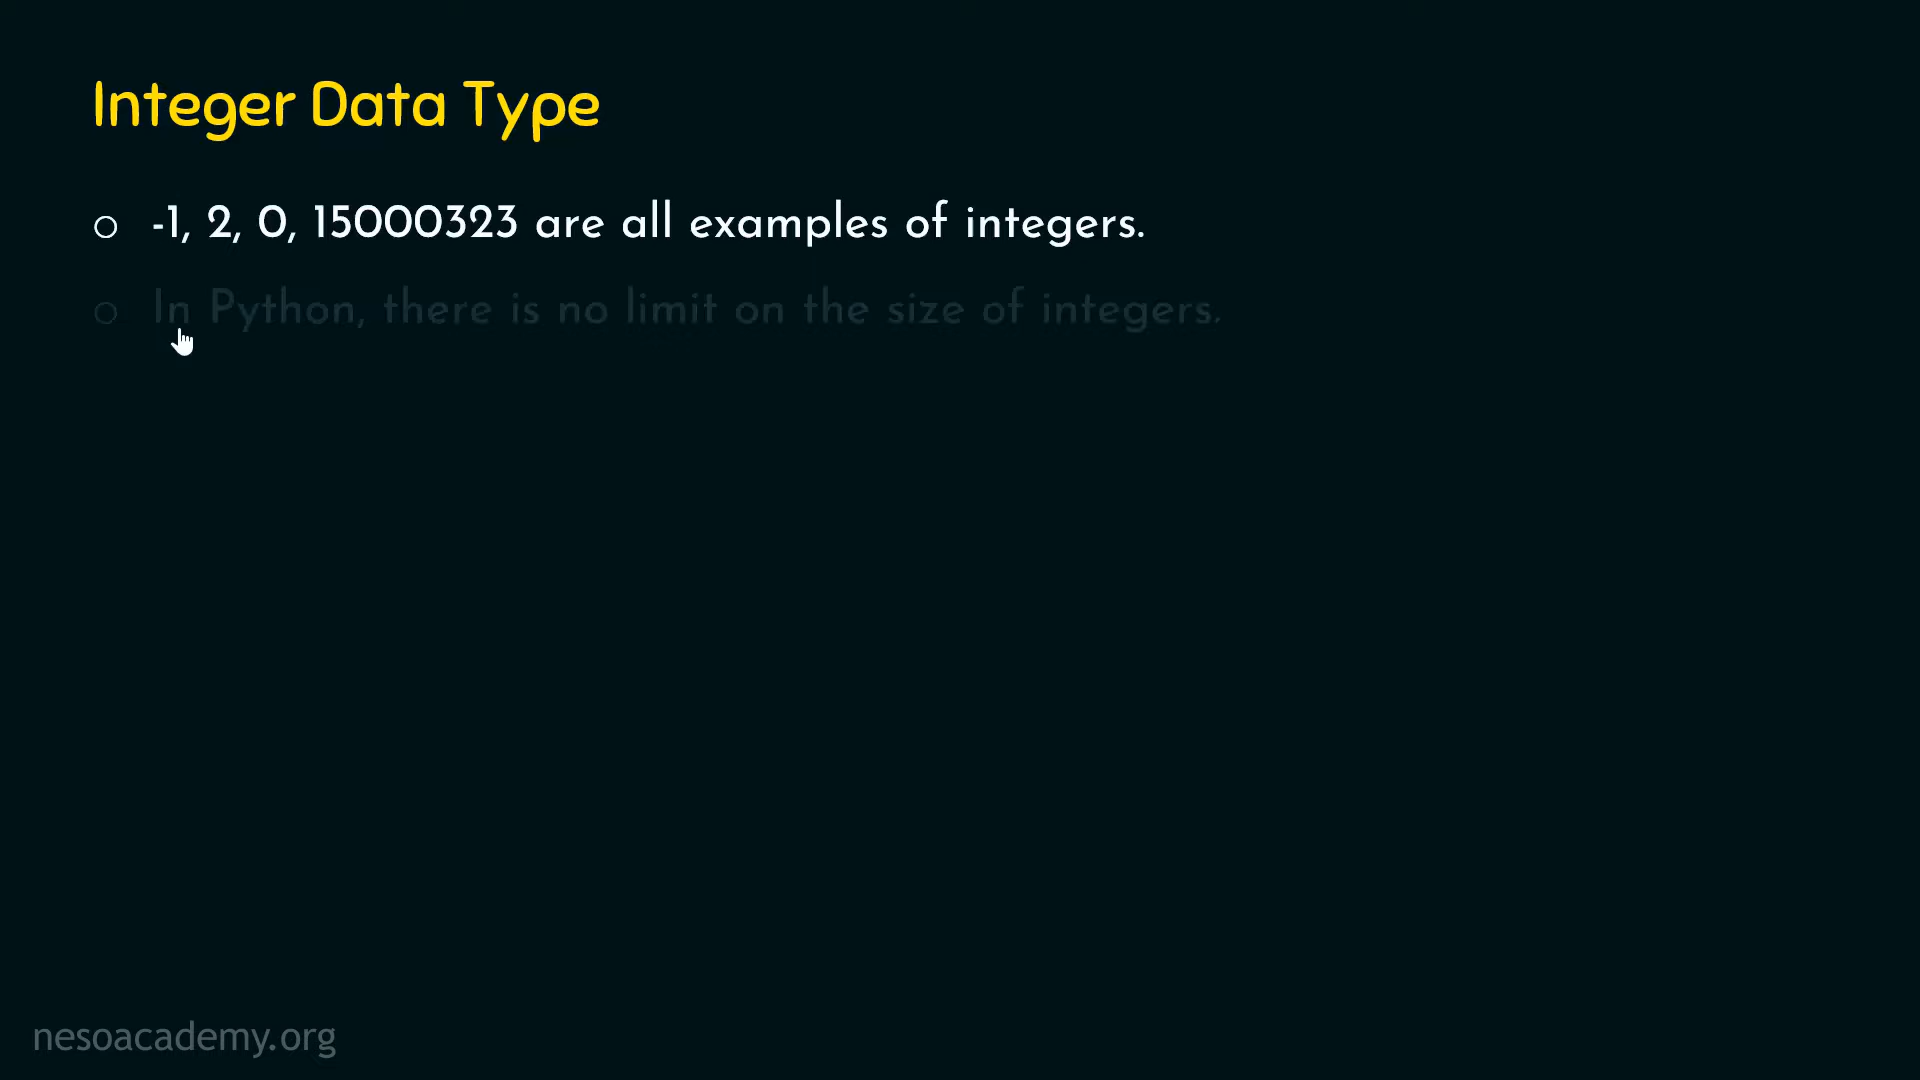 Integer Data Type
○ -1, 2, 0, 15000323 are all examples of integers.
○ In Python, there is no limit on the size of integers.
nesoacademy.org